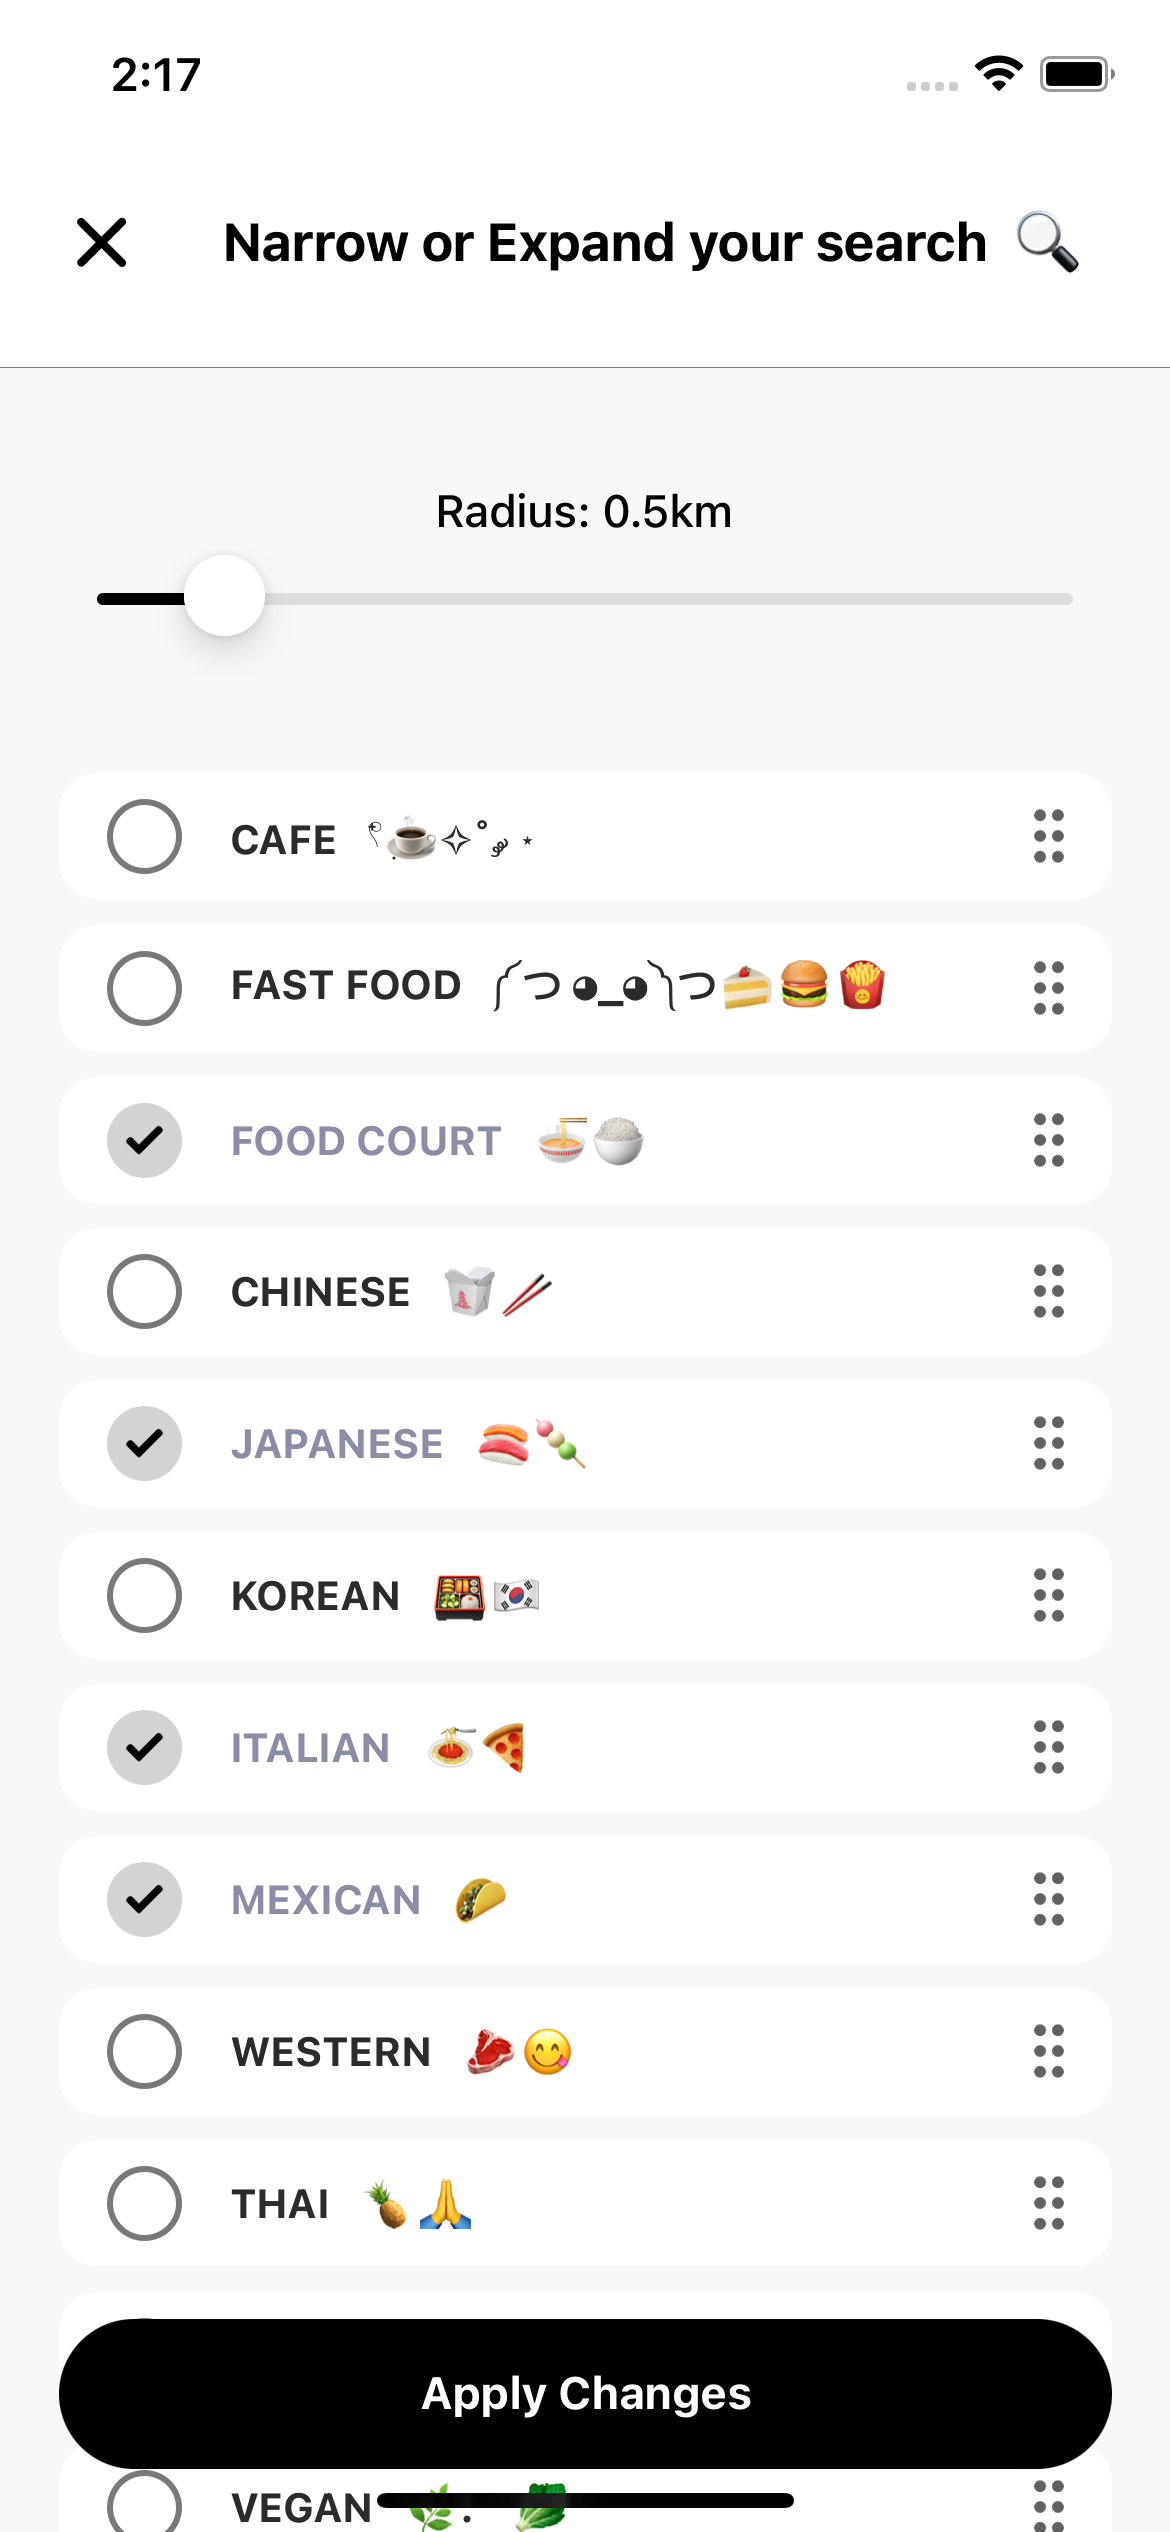 2:17
Narrow or Expand your search 🔍
Radius: 0.5km
CAFE 𓍢ִ໋☕️✧˚ ༘ ⋆
FAST FOOD ༼ つ ◕_◕༽つ🍰🍔🍟
FOOD COURT 🍜🍚
CHINESE 🥡🥢
JAPANESE 🍣🍡
KOREAN 🍱🇰🇷
ITALIAN 🍝🍕
MEXICAN 🌮
WESTERN 🥩😋
THAI 🍍🙏
Apply Changes
VEGAN 🌿 🥬